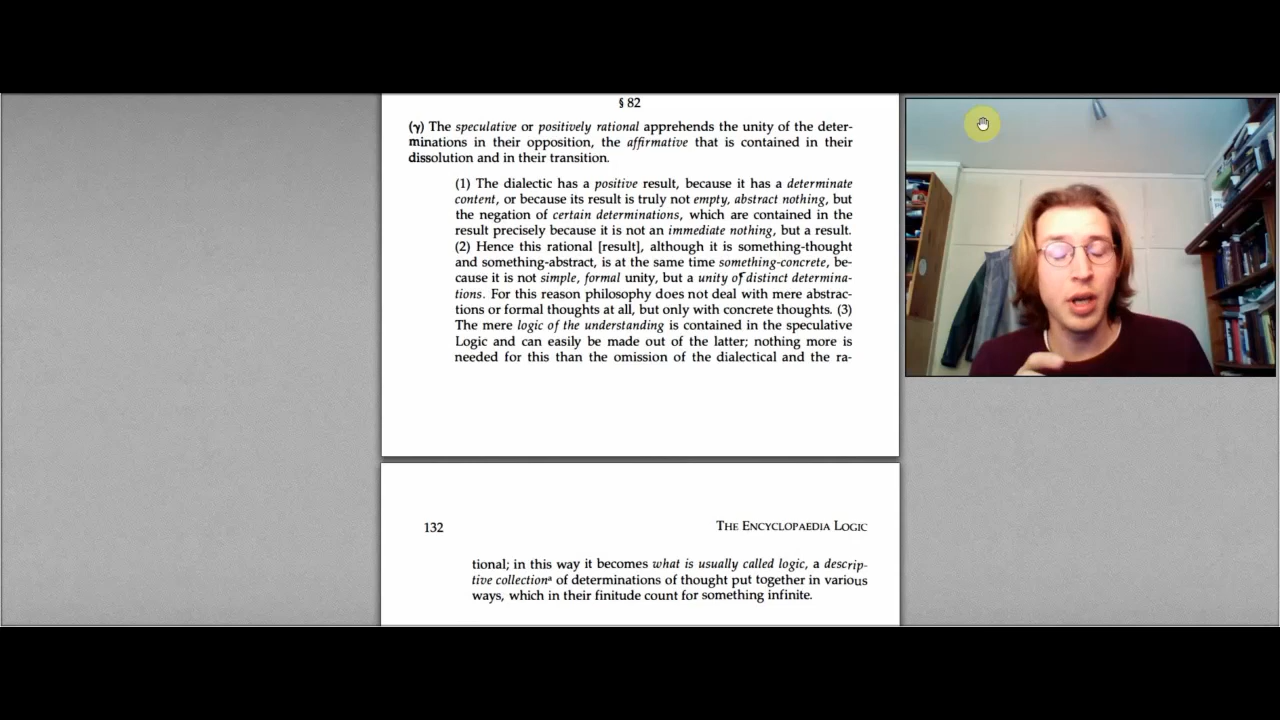 § 82
(γ) The speculative or positively rational apprehends the unity of the deter-
minations in their opposition, the affirmative that is contained in their
dissolution and in their transition.
(1) The dialectic has a positive result, because it has a determinate
content, or because its result is truly not empty, abstract nothing, but
the negation of certain determinations, which are contained in the
result precisely because it is not an immediate nothing, but a result.
(2) Hence this rational [result], although it is something-thought
and something-abstract, is at the same time something-concrete, be-
cause it is not simple, formal unity, but a unity of distinct determina-
tions. For this reason philosophy does not deal with mere abstrac-
tions or formal thoughts at all, but only with concrete thoughts. (3)
The mere logic of the understanding is contained in the speculative
Logic and can easily be made out of the latter; nothing more is
needed for this than the omission of the dialectical and the ra-
132
THE ENCYCLOPAEDIA LOGIC
tional; in this way it becomes what is usually called logic, a descrip-
tive collectionª of determinations of thought put together in various
ways, which in their finitude count for something infinite.